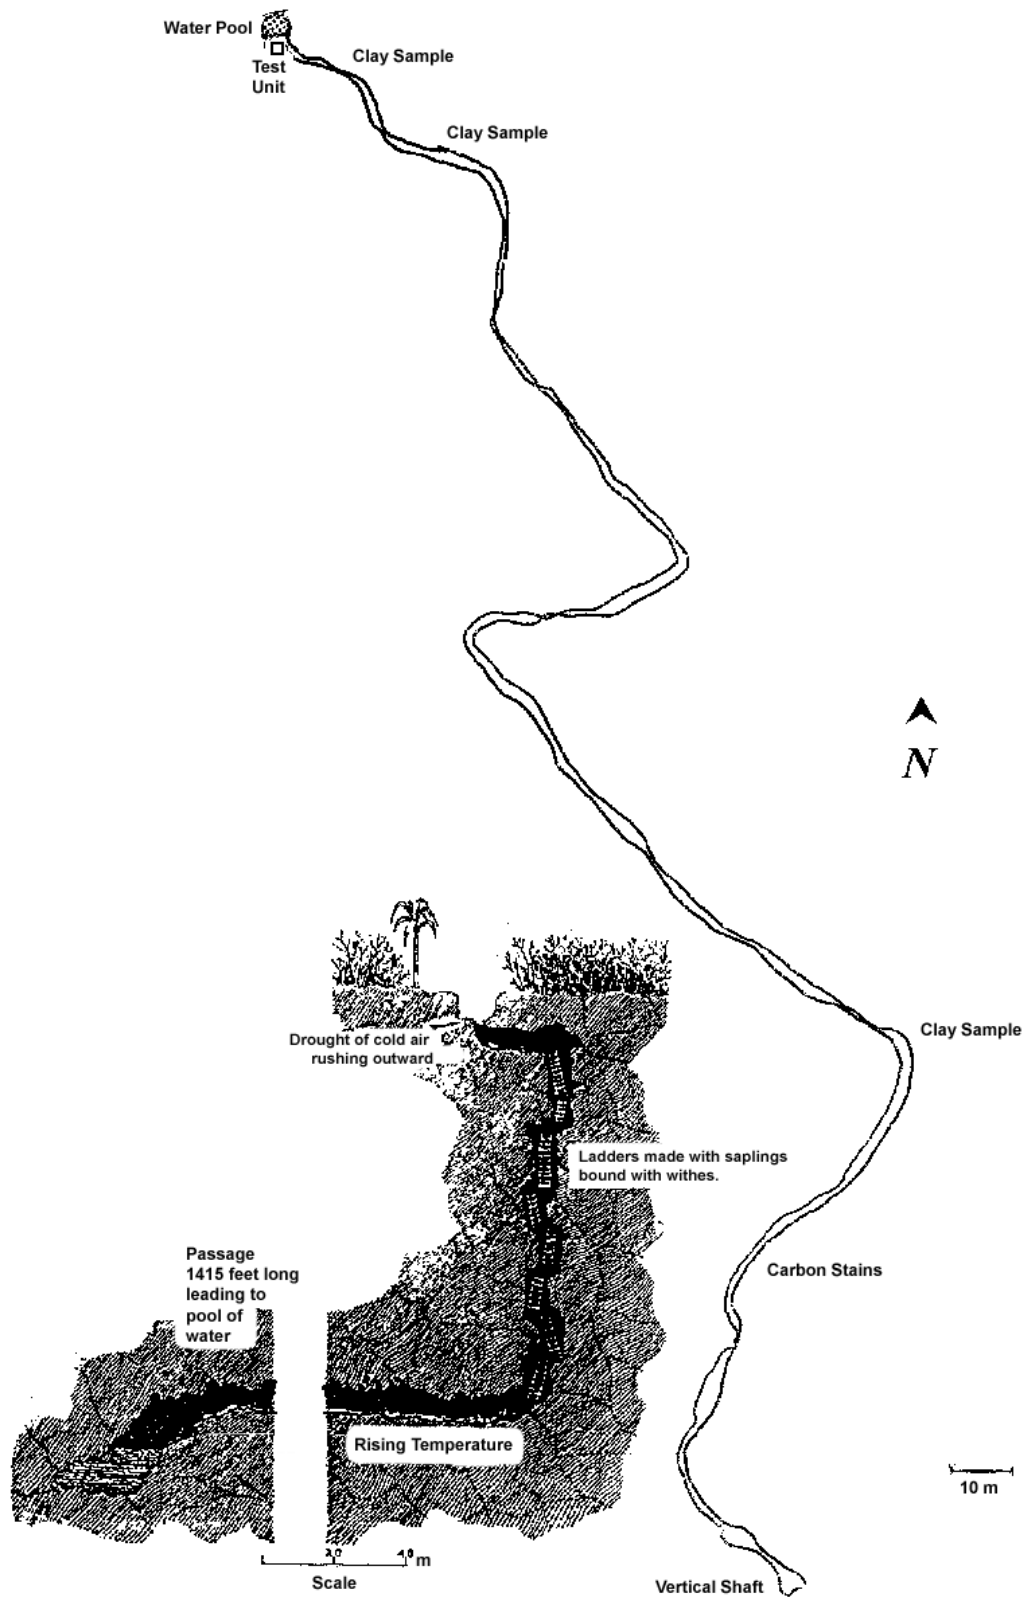 Water Pool
Test
Unit
Clay Sample
Clay Sample
N
Drought of cold air
rushing outward
Clay Sample
Ladders made with saplings
bound with withes.
Passage
1415 feet long
leading to
pool of
water
Carbon Stains
Rising Temperature
10 m
20 40 m
Scale
Vertical Shaft